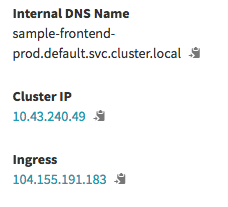 Internal DNS Name
sample-frontend-
prod.default.svc.cluster.local
Cluster IP
10.43.240.49
Ingress
104.155.191.183